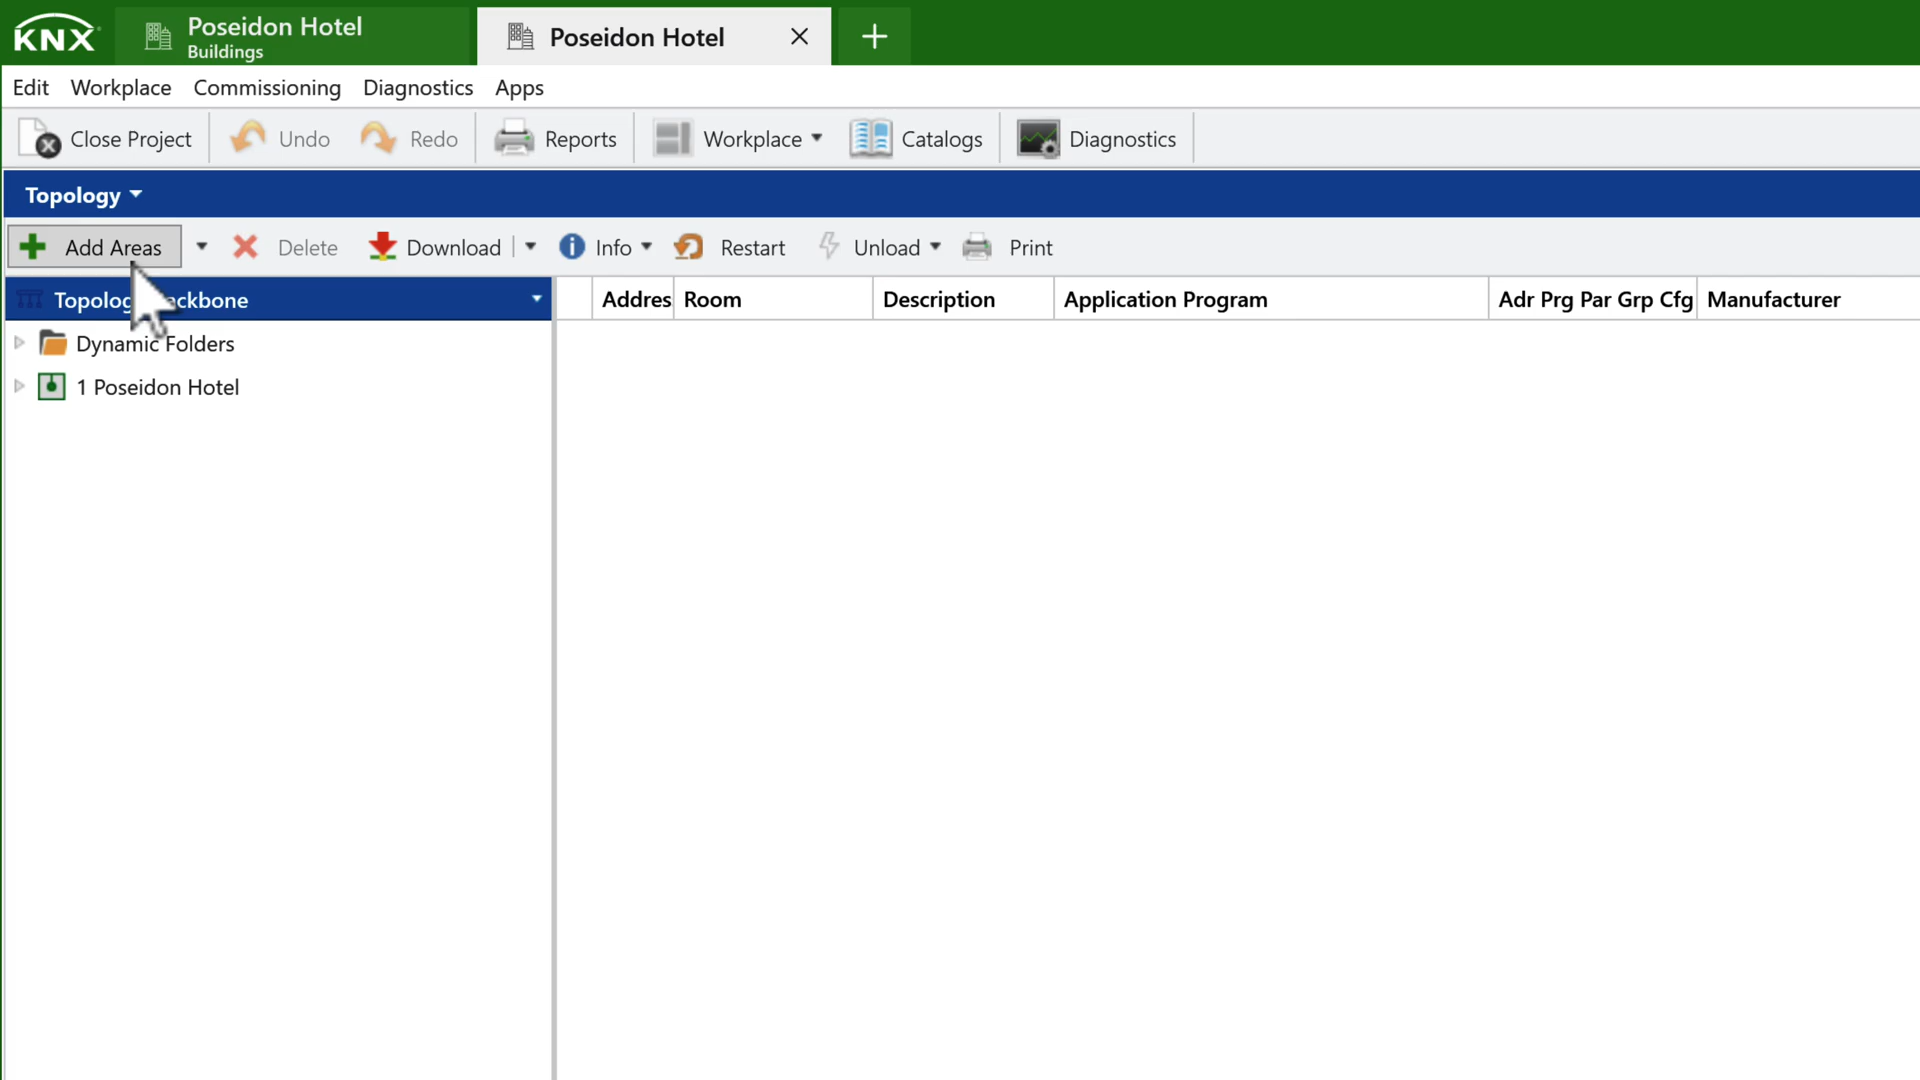 KNX
Poseidon Hotel
Buildings
Poseidon Hotel
Edit Workplace Commissioning Diagnostics Apps
Close Project Undo Redo Reports Workplace Catalogs Diagnostics
Topology
Add Areas Delete Download Info Restart Unload Print
Topolog ackbone
Addres Room Description Application Program Adr Prg Par Grp Cfg Manufacturer
Dynamic Folders
1 Poseidon Hotel